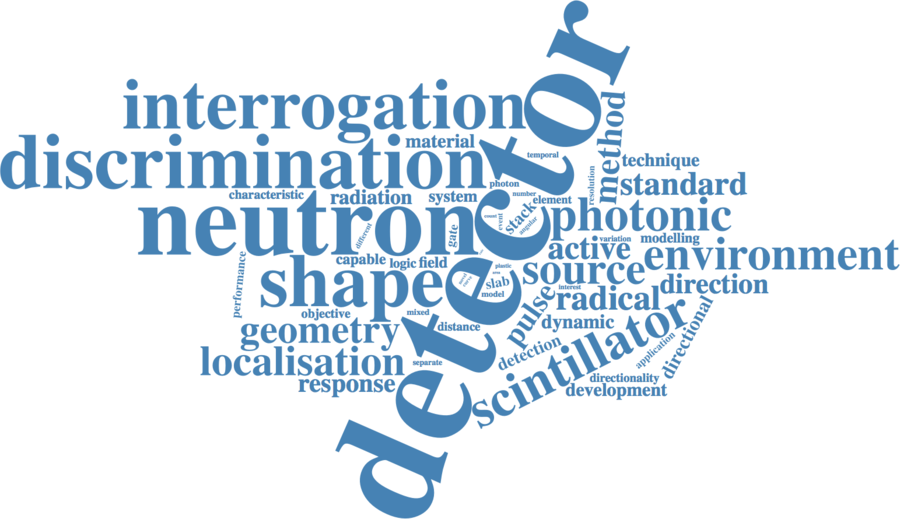 detector
interrogation
discrimination
neutron
shape
material
method
technique
standard
temporal
resolution
photon
number
element
characteristic
radiation
system
count
event
stack
angular
photonic
different
gate
active
variation
modelling
environment
capable
logic
field
plastic
slab
model
source
interest
direction
performance
objective
mixed
distance
pulse
radical
dynamic
geometry
localisation
response
separate
detection
scintillator
application
directional
directionality
development